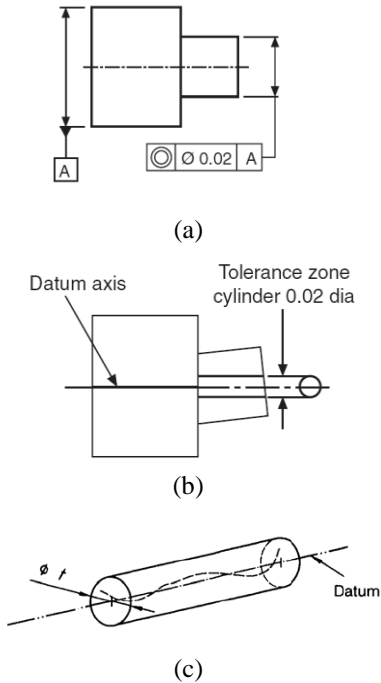 A
Ø 0.02 A
(a)
Datum axis
Tolerance zone
cylinder 0.02 dia
(b)
ø t
Datum
(c)